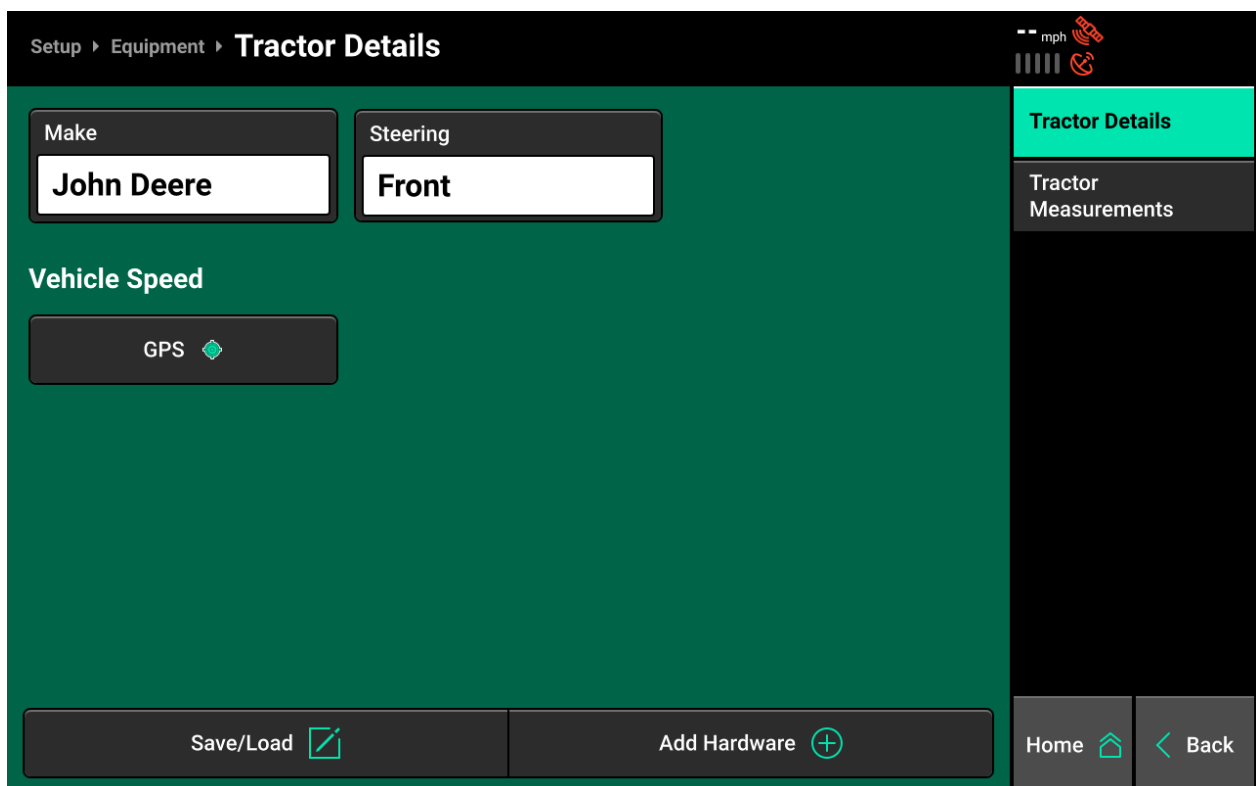 Setup Equipment Tractor Details
-- mph
Make
John Deere
Steering
Front
Vehicle Speed
GPS
Tractor Details
Tractor
Measurements
Save/Load
Add Hardware
Home
Back